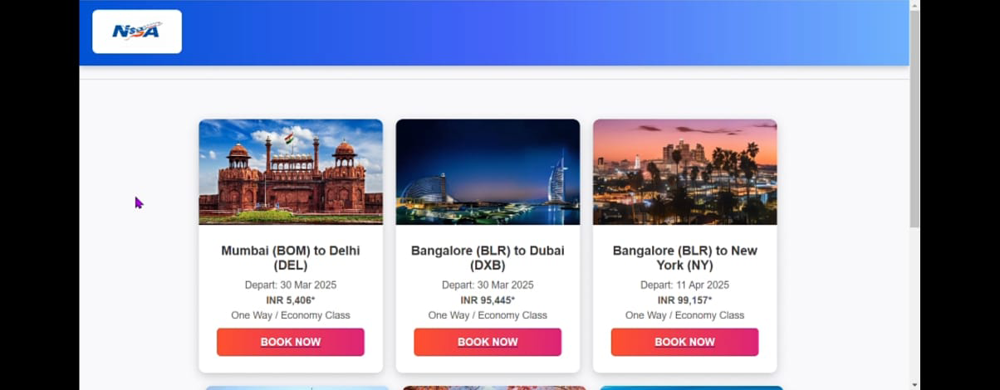 NsgA
Mumbai (BOM) to Delhi
(DEL)
Depart: 30 Mar 2025
INR 5,406*
One Way / Economy Class
BOOK NOW
Bangalore (BLR) to Dubai
(DXB)
Depart: 30 Mar 2025
INR 95,445*
One Way / Economy Class
BOOK NOW
Bangalore (BLR) to New
York (NY)
Depart: 11 Apr 2025
INR 99,157*
One Way / Economy Class
BOOK NOW